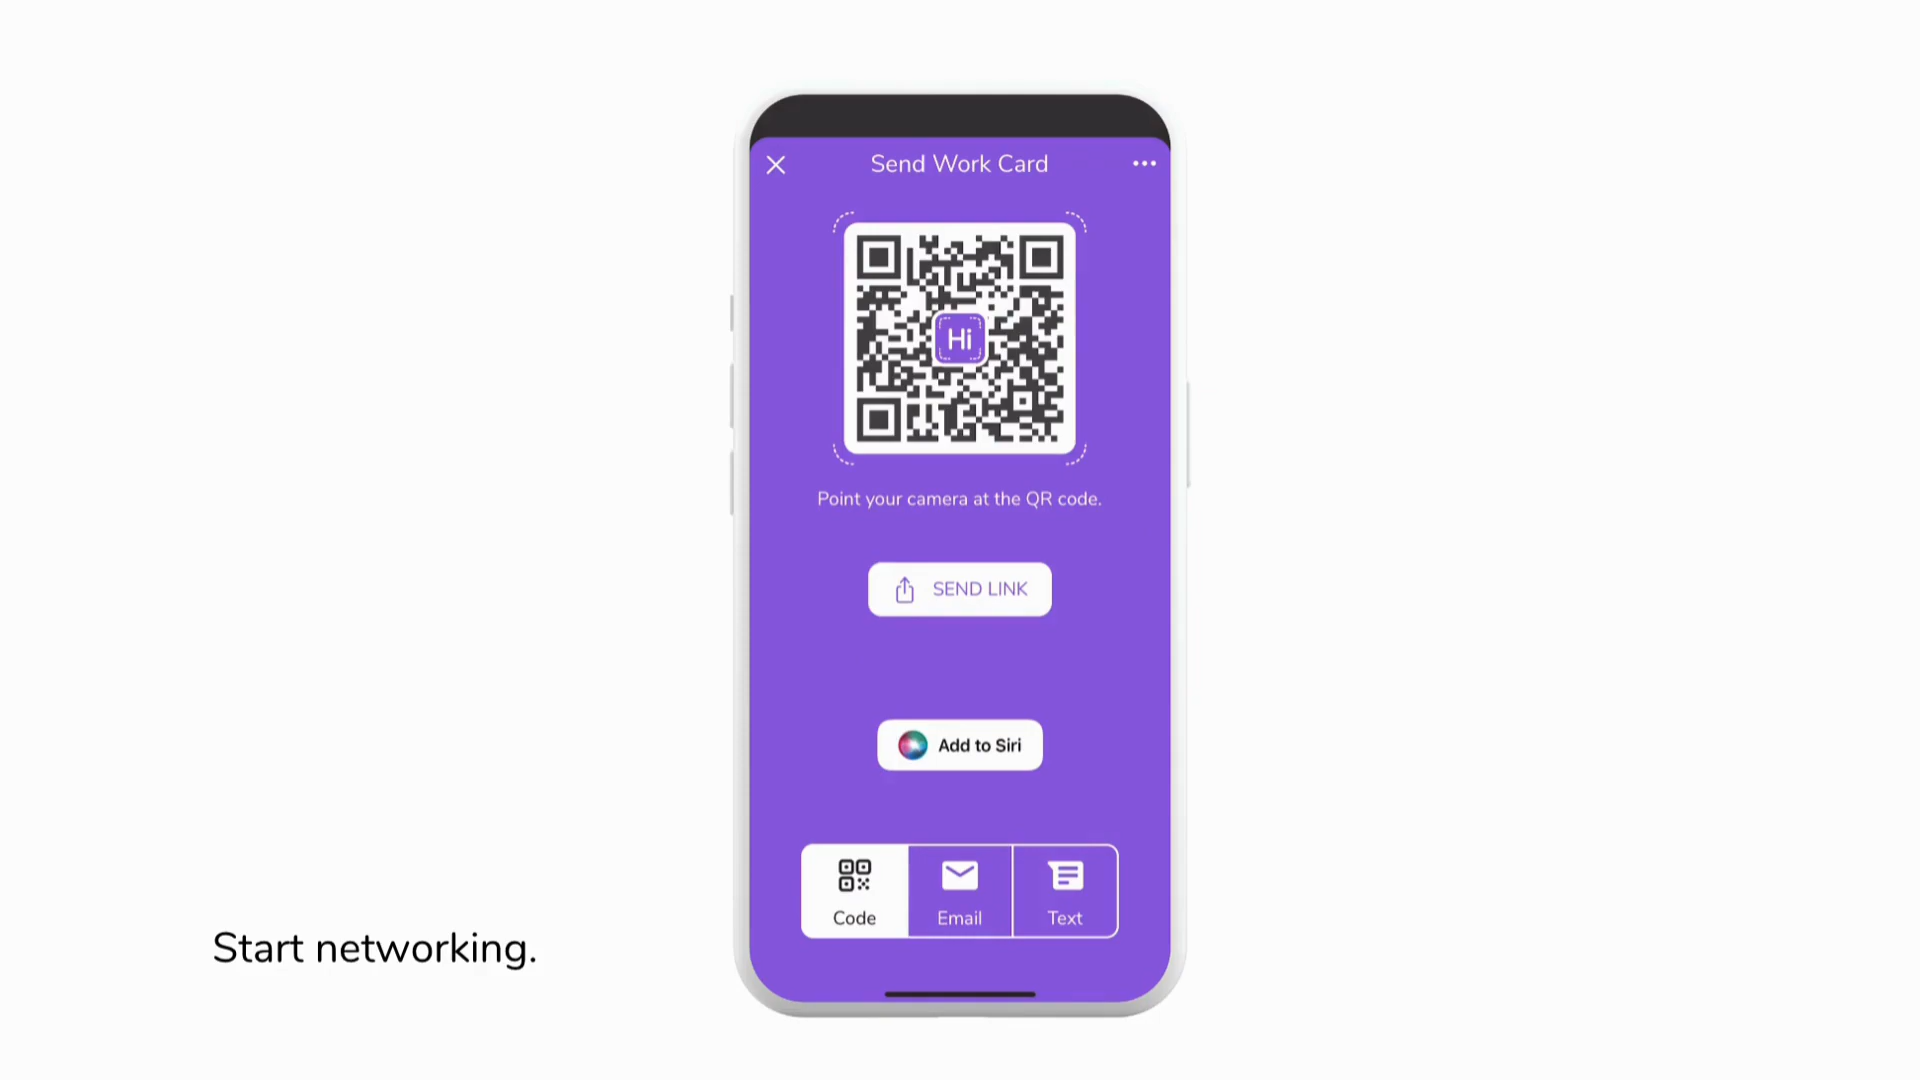 Send Work Card
Hi
Point your camera at the QR code.
SEND LINK
Add to Siri
Code
Email
Text
Start networking.